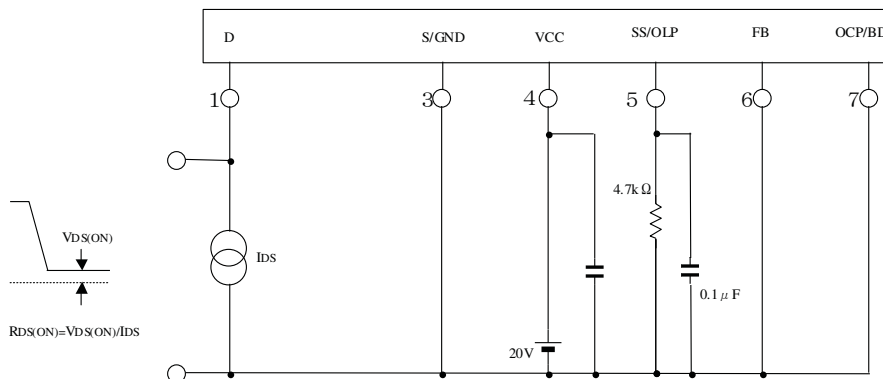 D S/GND VCC SS/OLP FB OCP/BD
1 3 4 5 6 7
4.7kΩ
VDS(ON)
IDS
0.1μF
RDS(ON)=VDS(ON)/IDS
20V